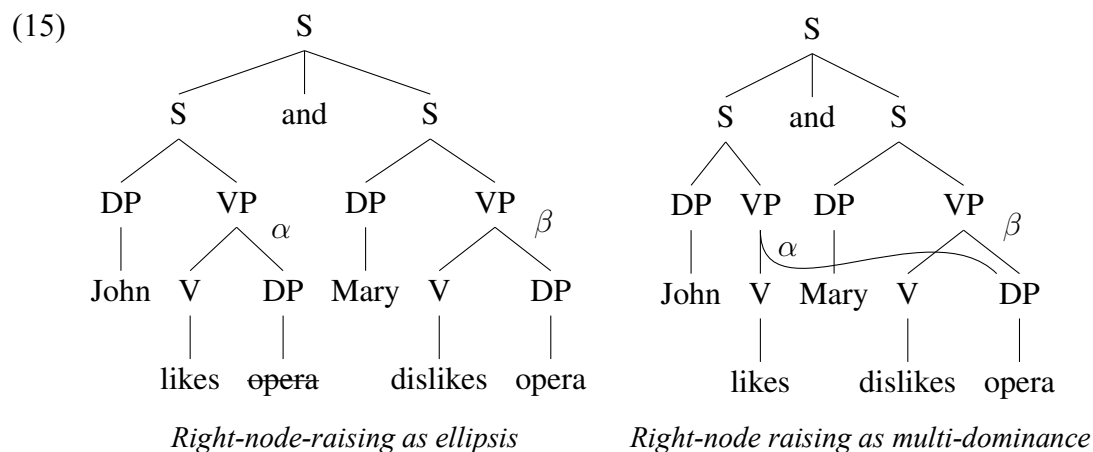 (15) S S
S and S S and S
DP VP DP VP DP VP DP VP
α β α β
John V DP Mary V DP John V Mary V DP
likes ~~opera~~ dislikes opera likes dislikes opera
Right-node-raising as ellipsis Right-node raising as multi-dominance